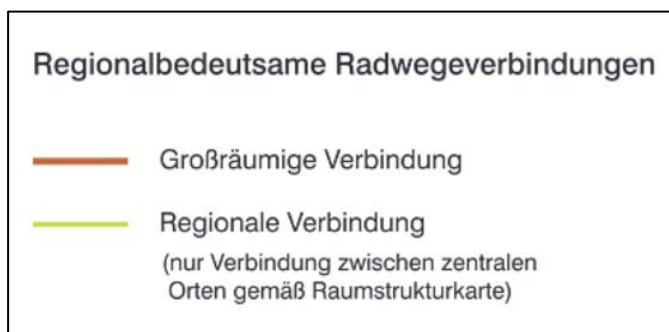 Regionalbedeutsame Radwegeverbindungen
Großräumige Verbindung
Regionale Verbindung
(nur Verbindung zwischen zentralen
Orten gemäß Raumstrukturkarte)